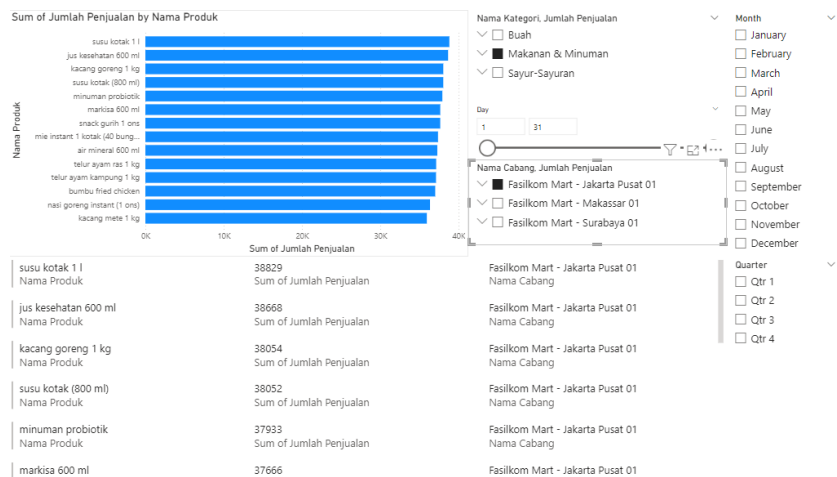 Sum of Jumlah Penjualan by Nama Produk
Nama Produk
susu kotak 1 l
jus kesehatan 600 ml
kacang goreng 1 kg
susu kotak (800 ml)
minuman probiotik
markisa 600 ml
snack gurih 1 ons
mie instant 1 kotak (40 bung...
air mineral 600 ml
telur ayam ras 1 kg
telur ayam kampung 1 kg
bumbu fried chicken
nasi goreng instant (1 ons)
kacang mete 1 kg
0K 10K 20K 30K 40K
Sum of Jumlah Penjualan
Nama Kategori, Jumlah Penjualan
Buah
Makanan & Minuman
Sayur-Sayuran
Day
1 31
Nama Cabang, Jumlah Penjualan
Fasilkom Mart - Jakarta Pusat 01
Fasilkom Mart - Makassar 01
Fasilkom Mart - Surabaya 01
Month
January
February
March
April
May
June
July
August
September
October
November
December
Quarter
Qtr 1
Qtr 2
Qtr 3
Qtr 4
susu kotak 1 l 38829 Fasilkom Mart - Jakarta Pusat 01
Nama Produk Sum of Jumlah Penjualan Nama Cabang
jus kesehatan 600 ml 38668 Fasilkom Mart - Jakarta Pusat 01
Nama Produk Sum of Jumlah Penjualan Nama Cabang
kacang goreng 1 kg 38054 Fasilkom Mart - Jakarta Pusat 01
Nama Produk Sum of Jumlah Penjualan Nama Cabang
susu kotak (800 ml) 38052 Fasilkom Mart - Jakarta Pusat 01
Nama Produk Sum of Jumlah Penjualan Nama Cabang
minuman probiotik 37933 Fasilkom Mart - Jakarta Pusat 01
Nama Produk Sum of Jumlah Penjualan Nama Cabang
markisa 600 ml 37666 Fasilkom Mart - Jakarta Pusat 01